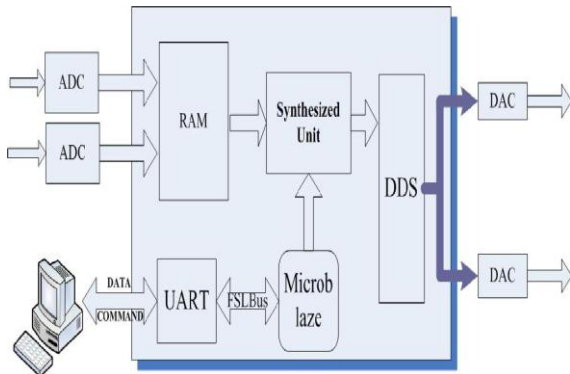 ADC
RAM
Synthesized
Unit
DAC
ADC
DDS
DATA
COMMAND
UART
FSLBus
Microb
laze
DAC